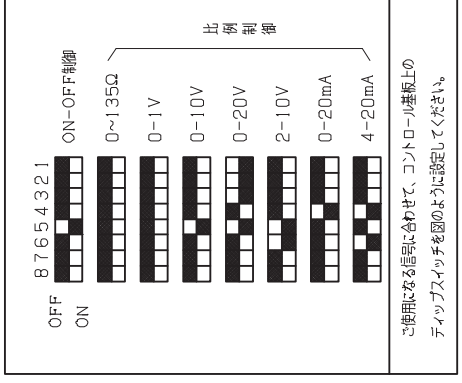 比例制御
ON-OFF制御
0~135Ω
0-1V
0-10V
0-20V
2-10V
0-20mA
4-20mA
87654321
OFF
ON
ご使用になる信号に合わせて、コントロール基板上の
ディップスイッチを図のように設定してください。